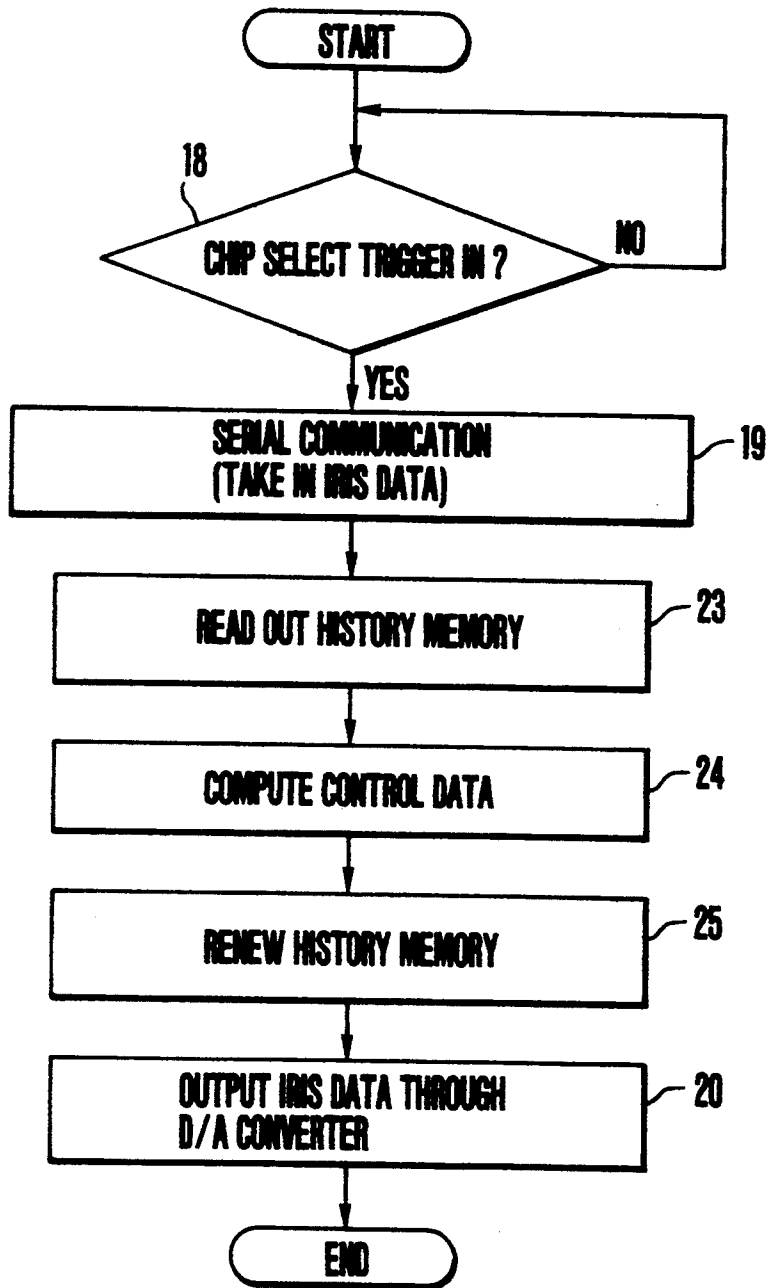 START
18
CHIP SELECT TRIGGER IN ?
NO
YES
SERIAL COMMUNICATION
(TAKE IN IRIS DATA)
19
READ OUT HISTORY MEMORY
23
COMPUTE CONTROL DATA
24
RENEW HISTORY MEMORY
25
OUTPUT IRIS DATA THROUGH
D/A CONVERTER
20
END